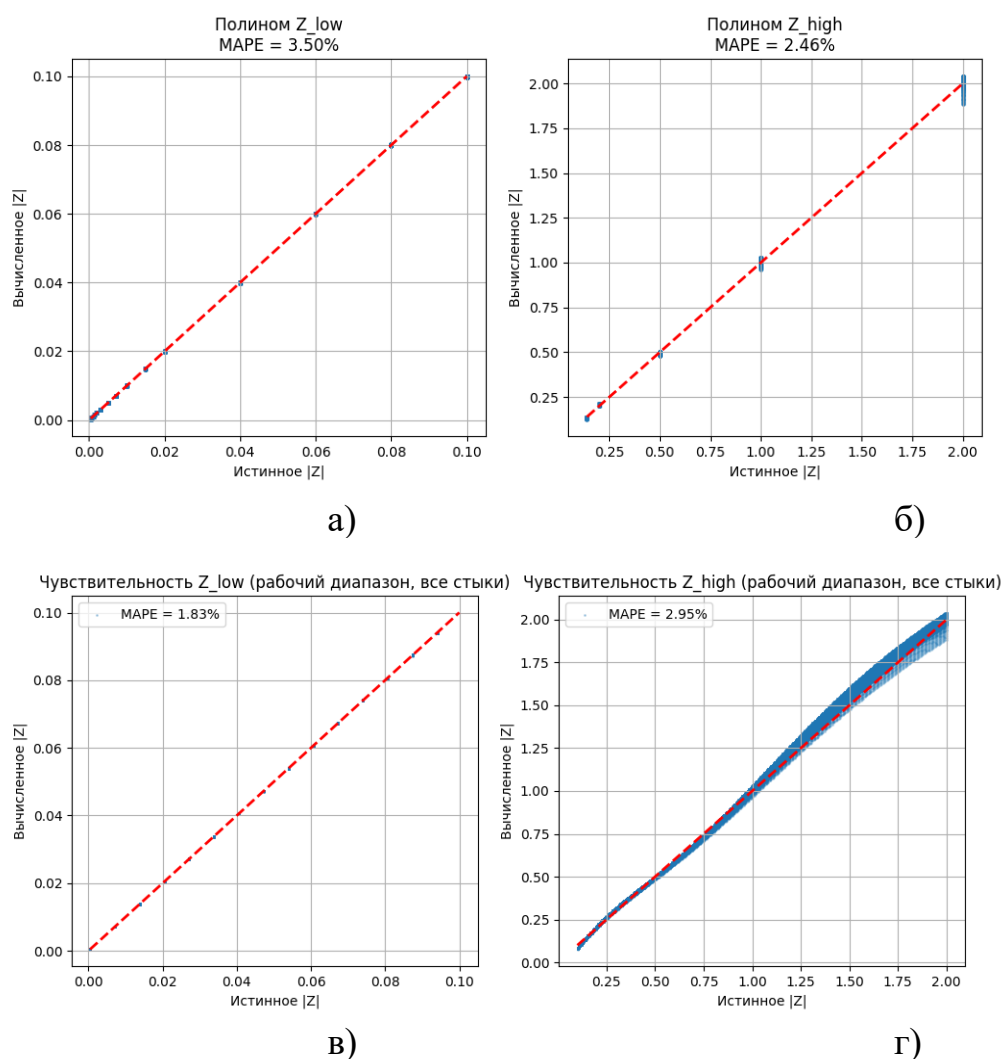 Полином Z_low
MAPE = 3.50%
0.10
0.08
0.06
0.04
0.02
0.00
Вычисленное |Z|
0.00 0.02 0.04 0.06 0.08 0.10
Истинное |Z|
а)
Полином Z_high
MAPE = 2.46%
2.00
1.75
1.50
1.25
1.00
0.75
0.50
0.25
Вычисленное |Z|
0.25 0.50 0.75 1.00 1.25 1.50 1.75 2.00
Истинное |Z|
б)
Чувствительность Z_low (рабочий диапазон, все стыки)
MAPE = 1.83%
0.10
0.08
0.06
0.04
0.02
0.00
Вычисленное |Z|
0.00 0.02 0.04 0.06 0.08 0.10
Истинное |Z|
в)
Чувствительность Z_high (рабочий диапазон, все стыки)
MAPE = 2.95%
2.00
1.75
1.50
1.25
1.00
0.75
0.50
0.25
0.00
Вычисленное |Z|
0.25 0.50 0.75 1.00 1.25 1.50 1.75 2.00
Истинное |Z|
г)